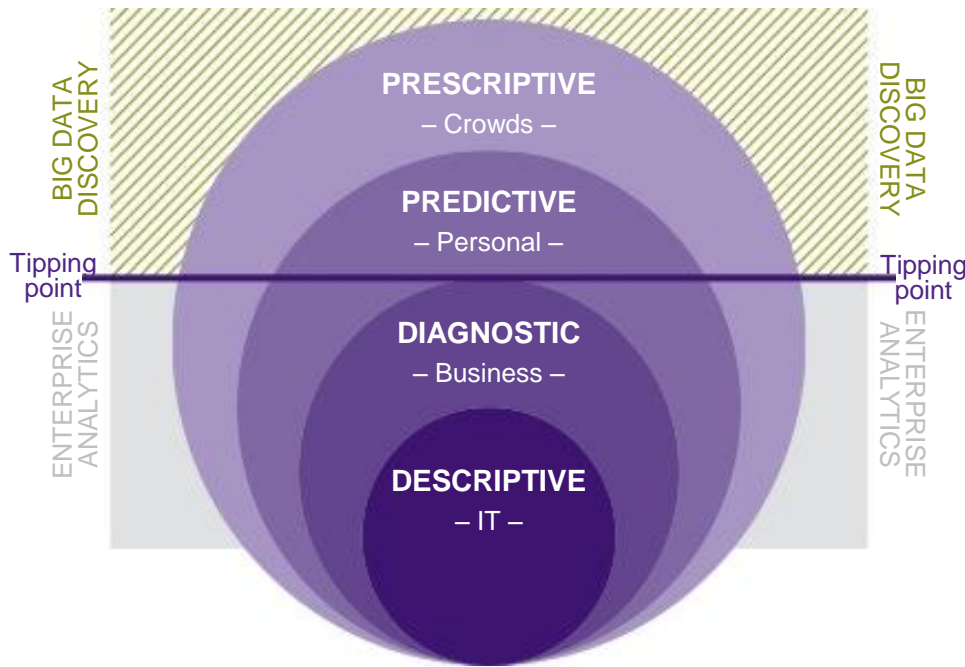 PRESCRIPTIVE
– Crowds –
BIG DATA
DISCOVERY
BIG DATA
DISCOVERY
PREDICTIVE
– Personal –
Tipping
point
Tipping
point
DIAGNOSTIC
– Business –
ENTERPRISE
ANALYTICS
ENTERPRISE
ANALYTICS
DESCRIPTIVE
– IT –